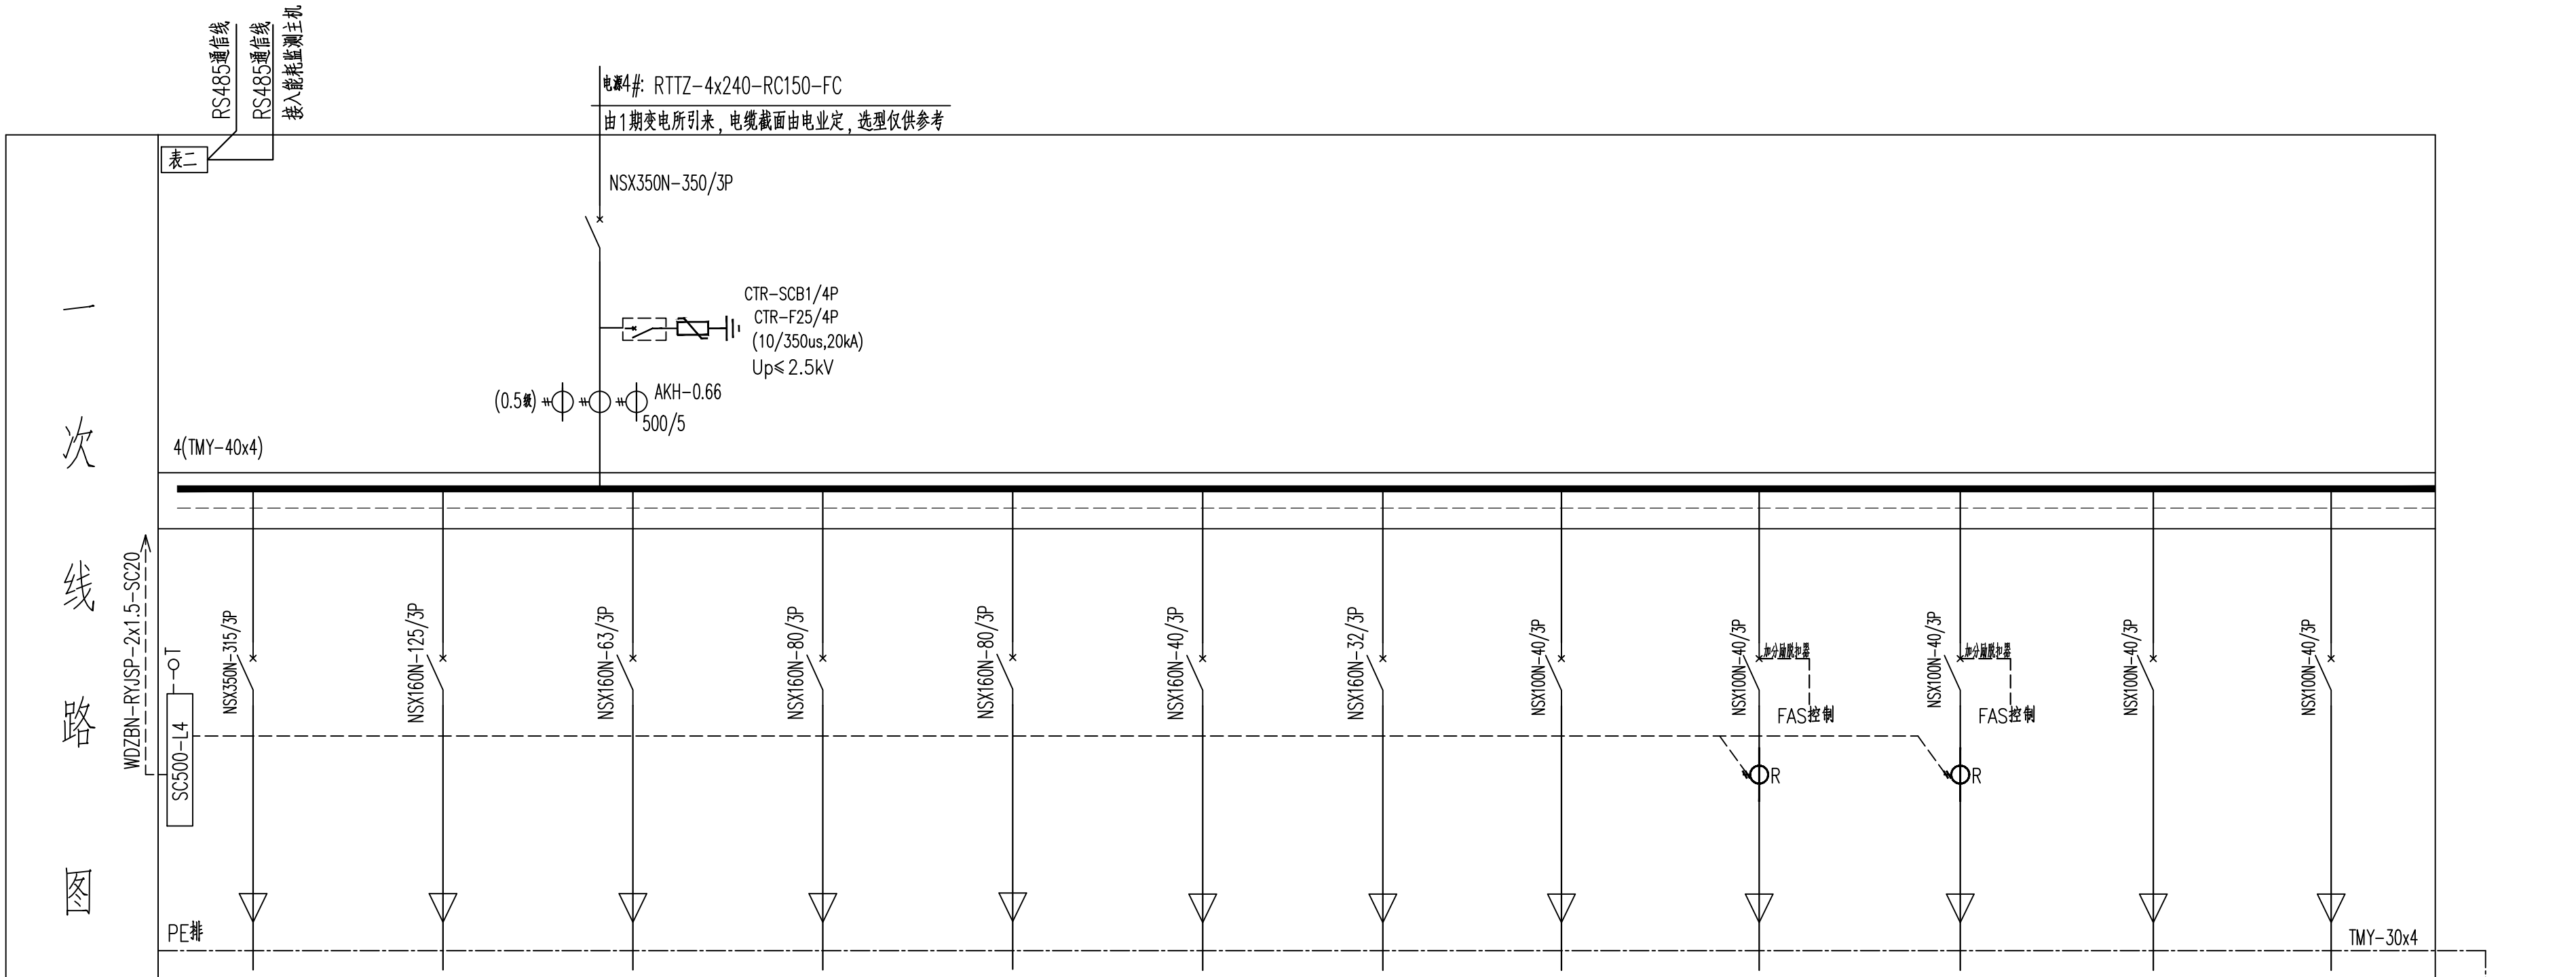 RS485通信线
RS485通信线
接入能耗监测主机
电源4#: RTTZ-4x240-RC150-FC
由1期变电所引来, 电缆截面由电业定, 选型仅供参考
表二
NSX350N-350/3P
CTR-SCB1/4P
CTR-F25/4P
(10/350us,20kA)
Up≤2.5kV
(0.5级)
AKH-0.66
500/5
4(TMY-40x4)
一次线路图
WDZBN-RYJSP-2x1.5-SC20
T
SC500-L4
NSX350N-315/3P
NSX160N-125/3P
NSX160N-63/3P
NSX160N-80/3P
NSX160N-80/3P
NSX160N-40/3P
NSX160N-32/3P
NSX100N-40/3P
NSX100N-40/3P
加分励脱扣器
FAS控制
R
NSX100N-40/3P
加分励脱扣器
FAS控制
R
NSX100N-40/3P
NSX100N-40/3P
PE排
TMY-30x4